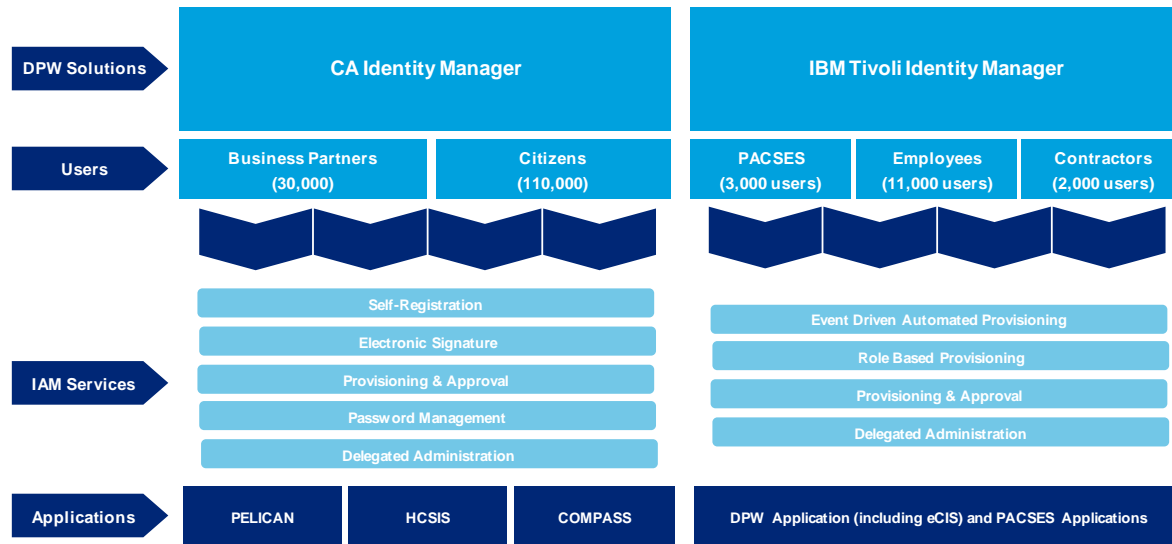 DPW Solutions
CA Identity Manager
IBM Tivoli Identity Manager
Users
Business Partners
(30,000)
Citizens
(110,000)
PACSES
(3,000 users)
Employees
(11,000 users)
Contractors
(2,000 users)
IAM Services
Self-Registration
Electronic Signature
Provisioning & Approval
Password Management
Delegated Administration
Event Driven Automated Provisioning
Role Based Provisioning
Provisioning & Approval
Delegated Administration
Applications
PELICAN
HCSIS
COMPASS
DPW Application (including eCIS) and PACSES Applications